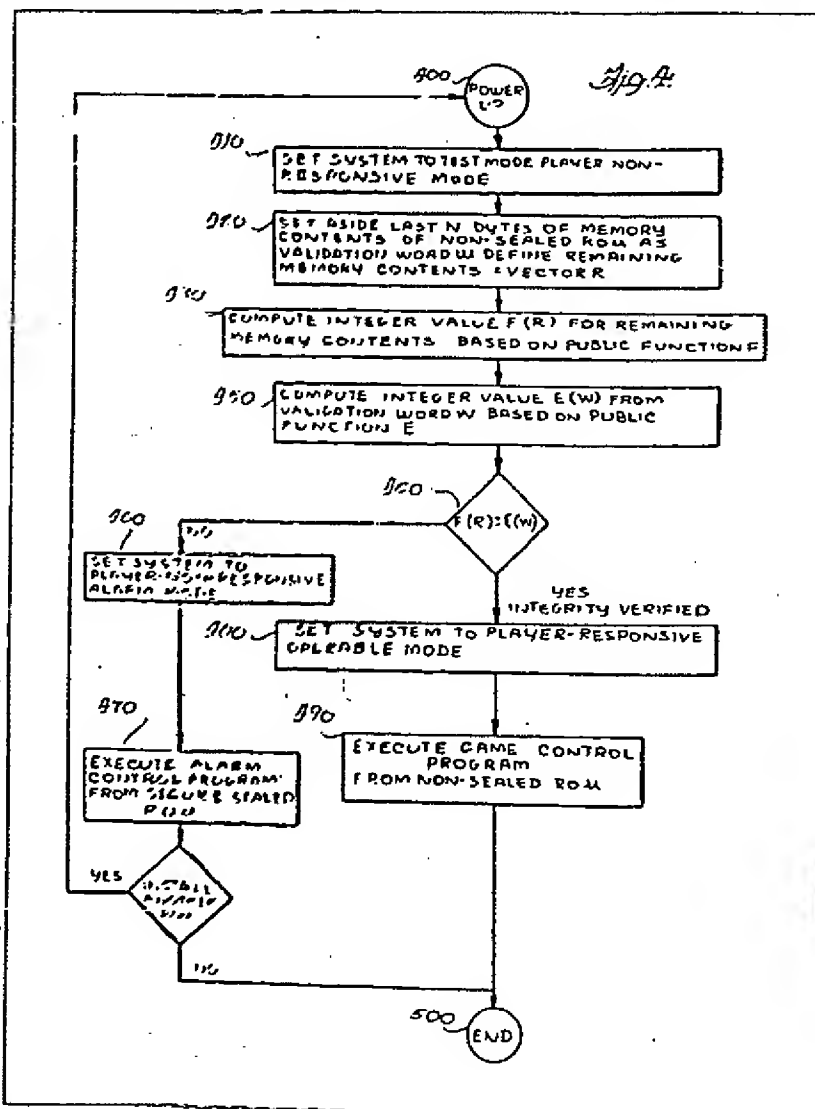 Fig. 4.
400
POWER
UP
SET SYSTEM TO TEST MODE PLAYER NON-
RESPONSIVE MODE
SET ASIDE LAST N BYTES OF MEMORY
CONTENTS OF NON-SEALED ROM AS
VALIDATION WORD W DEFINE REMAINING
MEMORY CONTENTS = VECTOR R
COMPUTE INTEGER VALUE F(R) FOR REMAINING
MEMORY CONTENTS BASED ON PUBLIC FUNCTION F
COMPUTE INTEGER VALUE E(W) FROM
VALIDATION WORD W BASED ON PUBLIC
FUNCTION E
460
F(R)=E(W)
NO
YES
INTEGRITY VERIFIED
SET SYSTEM TO
PLAYER-NON-RESPONSIVE
ALARM MODE
SET SYSTEM TO PLAYER-RESPONSIVE
OPERABLE MODE
470
490
EXECUTE ALARM
CONTROL PROGRAM
FROM SECURE SEALED
ROM
EXECUTE GAME CONTROL
PROGRAM
FROM NON-SEALED ROM
YES
NO
500
END